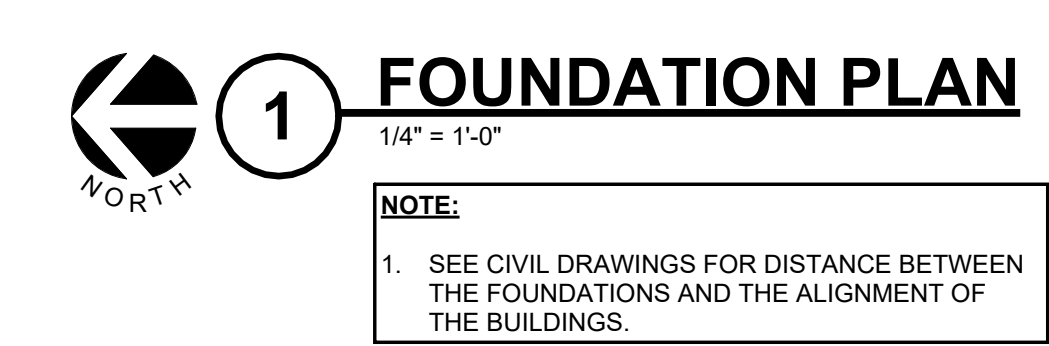 NORTH
1
FOUNDATION PLAN
1/4" = 1'-0"
NOTE:
1. SEE CIVIL DRAWINGS FOR DISTANCE BETWEEN
THE FOUNDATIONS AND THE ALIGNMENT OF
THE BUILDINGS.